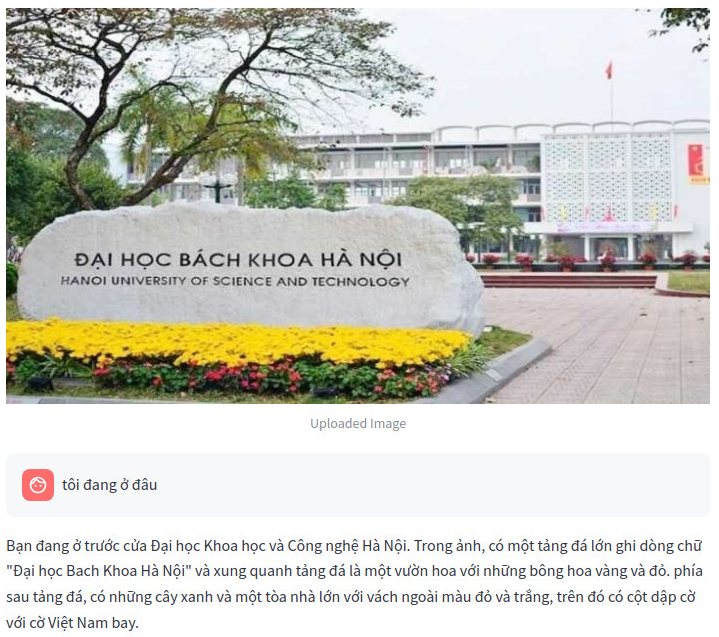 ĐẠI HỌC BÁCH KHOA HÀ NỘI
HANOI UNIVERSITY OF SCIENCE AND TECHNOLOGY
Uploaded Image
tôi đang ở đâu
Bạn đang ở trước cửa Đại học Khoa học và Công nghệ Hà Nội. Trong ảnh, có một tảng đá lớn ghi dòng chữ
"Đại học Bach Khoa Hà Nội" và xung quanh tảng đá là một vườn hoa với những bông hoa vàng và đỏ. phía
sau tảng đá, có những cây xanh và một tòa nhà lớn với vách ngoài màu đỏ và trắng, trên đó có cột dập cờ
với cờ Việt Nam bay.